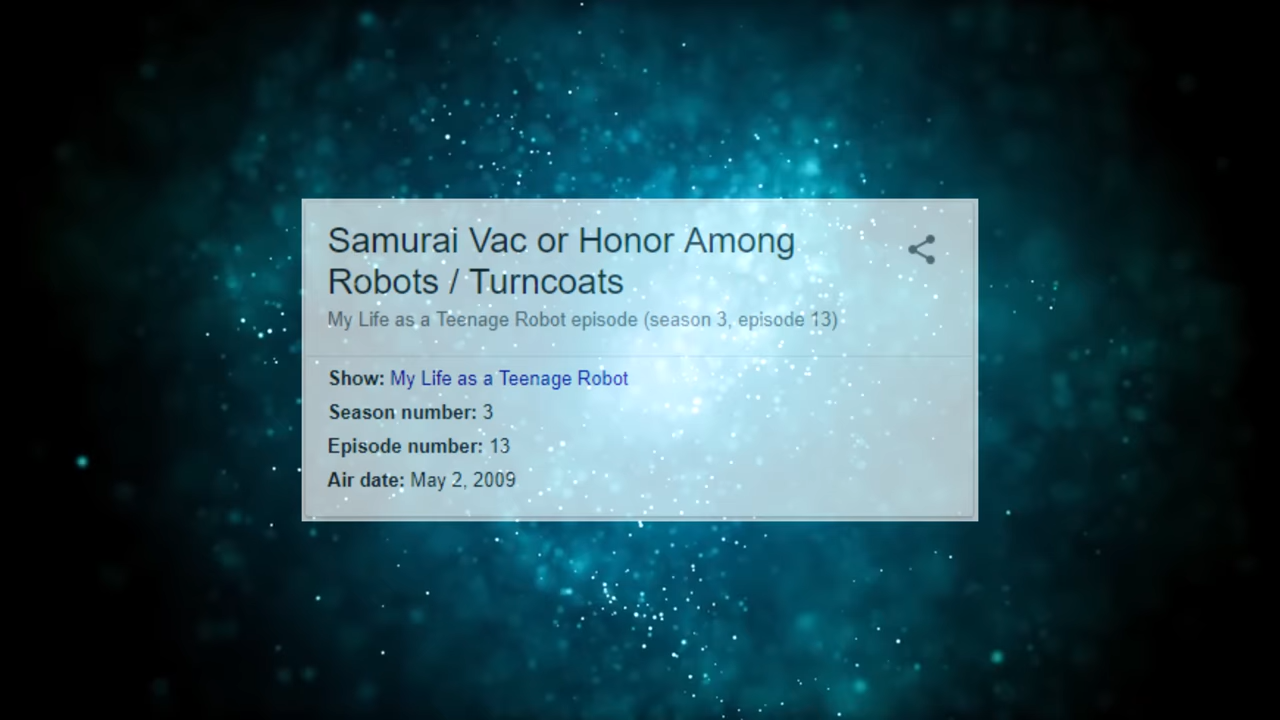 Samurai Vac or Honor Among
Robots / Turncoats
My Life as a Teenage Robot episode (season 3, episode 13)
Show: My Life as a Teenage Robot
Season number: 3
Episode number: 13
Air date: May 2, 2009